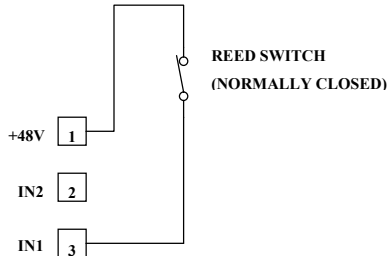 REED SWITCH
(NORMALLY CLOSED)
+48V 1
IN2 2
IN1 3